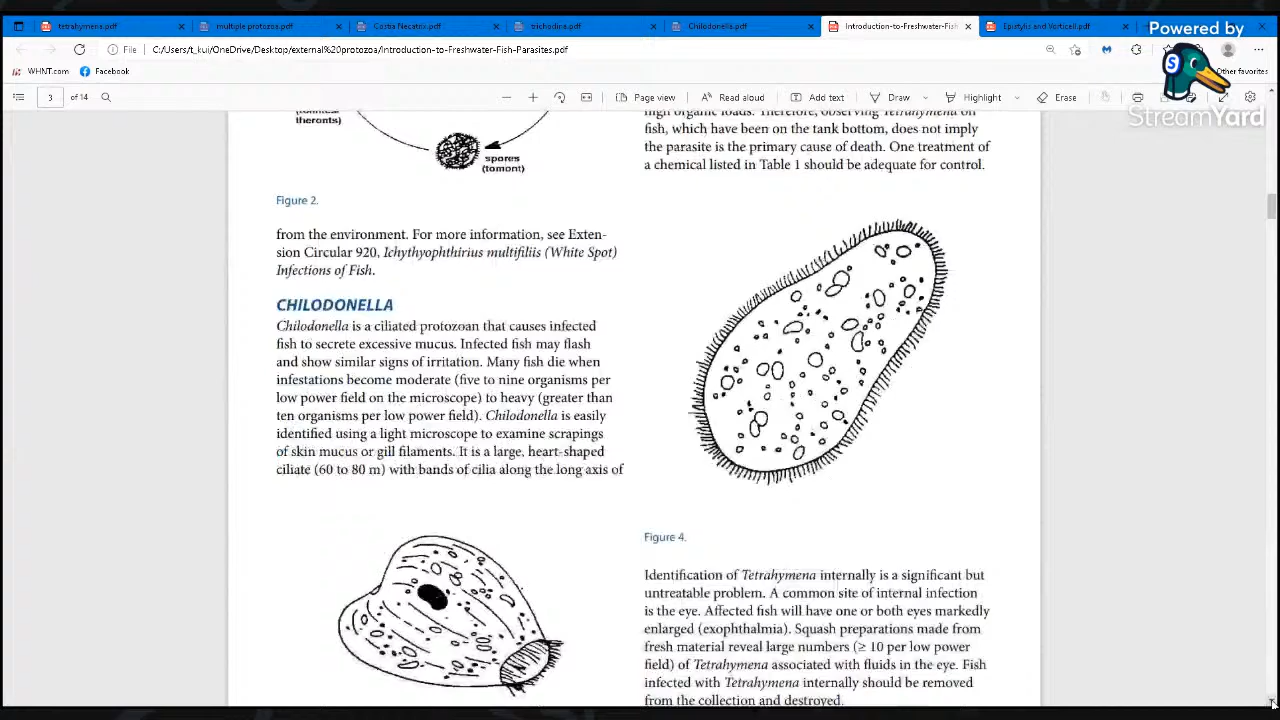 tetrahymena.pdf
multiple protozoa.pdf
Costia Necatrix.pdf
trichodina.pdf
Chilodonella.pdf
Introduction-to-Freshwater-Fish-
Epistylis and Vorticell.pdf
Powered by
StreamYard
File
C:/Users/t_kui/OneDrive/Desktop/external%20protozoa/Introduction-to-Freshwater-Fish-Parasites.pdf
WHNT.com
Facebook
Other favorites
3
of 14
Page view
Read aloud
Add text
Draw
Highlight
Erase
therants)
spores
(tomont)
Figure 2.
from the environment. For more information, see Exten-
sion Circular 920, Ichythyophthirius multifiliis (White Spot)
Infections of Fish.
CHILODONELLA
Chilodonella is a ciliated protozoan that causes infected
fish to secrete excessive mucus. Infected fish may flash
and show similar signs of irritation. Many fish die when
infestations become moderate (five to nine organisms per
low power field on the microscope) to heavy (greater than
ten organisms per low power field). Chilodonella is easily
identified using a light microscope to examine scrapings
of skin mucus or gill filaments. It is a large, heart-shaped
ciliate (60 to 80 m) with bands of cilia along the long axis of
high organic loads. Therefore, observing Tetrahymena on
fish, which have been on the tank bottom, does not imply
the parasite is the primary cause of death. One treatment of
a chemical listed in Table 1 should be adequate for control.
Figure 4.
Identification of Tetrahymena internally is a significant but
untreatable problem. A common site of internal infection
is the eye. Affected fish will have one or both eyes markedly
enlarged (exophthalmia). Squash preparations made from
fresh material reveal large numbers (≥ 10 per low power
field) of Tetrahymena associated with fluids in the eye. Fish
infected with Tetrahymena internally should be removed
from the collection and destroyed.